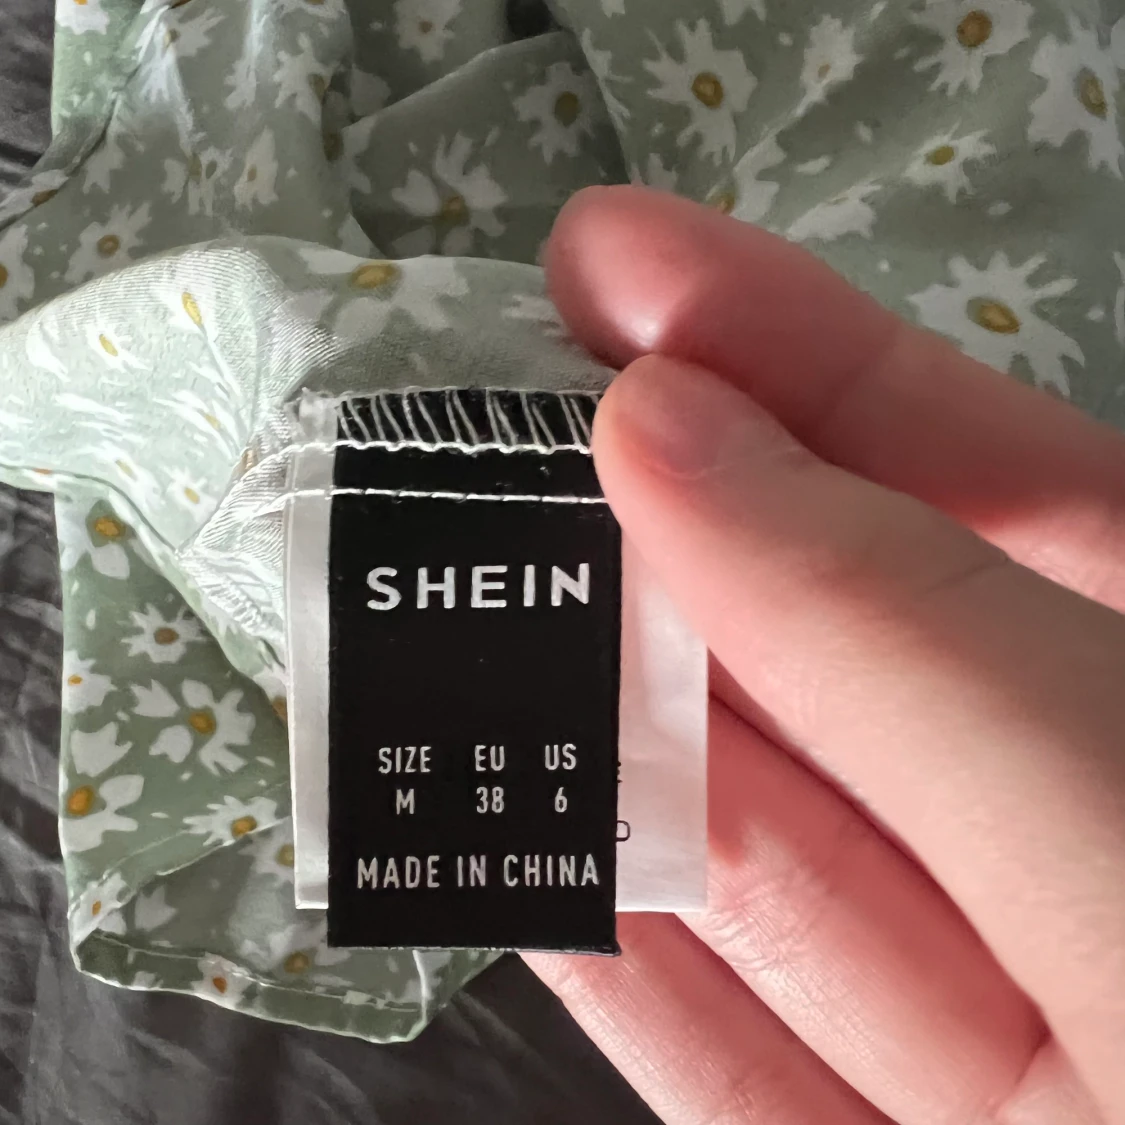 SHEIN
SIZE EU US
M 38 6
MADE IN CHINA